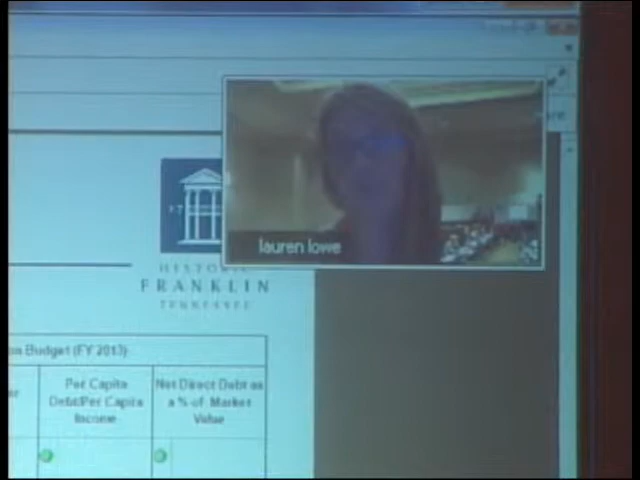 lauren lowe
HISTORIC
FRANKLIN
TENNESSEE
on Budget (FY 2013)
Per Capita
Debt/Per Capita
Income
Net Direct Debt as
a % of Market
Value